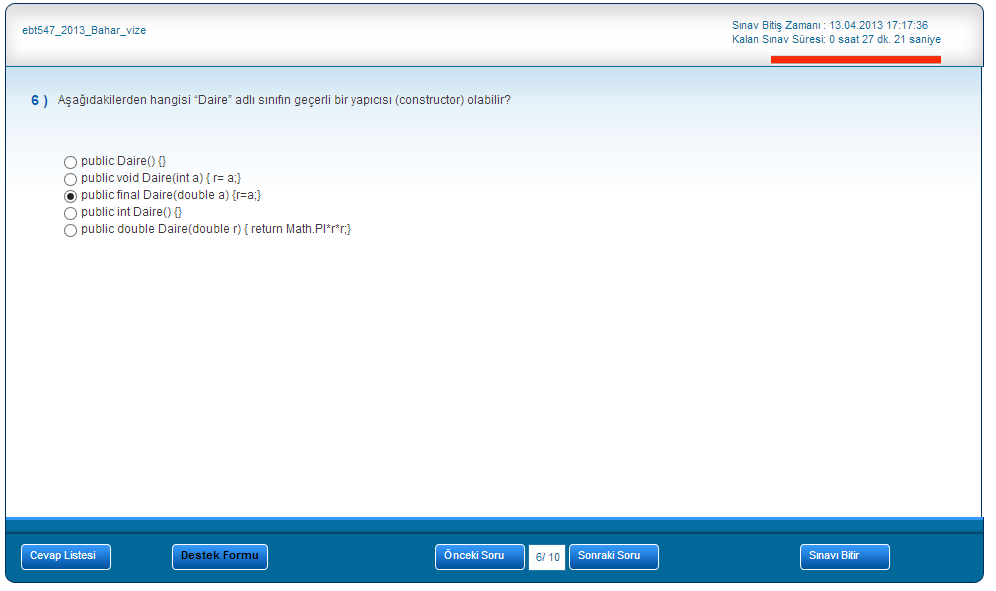 ebt547_2013_Bahar_vize
Sınav Bitiş Zamanı : 13.04.2013 17:17:36
Kalan Sınav Süresi: 0 saat 27 dk. 21 saniye
6 ) Aşağıdakilerden hangisi “Daire” adlı sınıfın geçerli bir yapıcısı (constructor) olabilir?
public Daire() {}
public void Daire(int a) { r= a;}
public final Daire(double a) {r=a;}
public int Daire() {}
public double Daire(double r) { return Math.PI*r*r;}
Cevap Listesi Destek Formu Önceki Soru 6/ 10 Sonraki Soru Sınavı Bitir